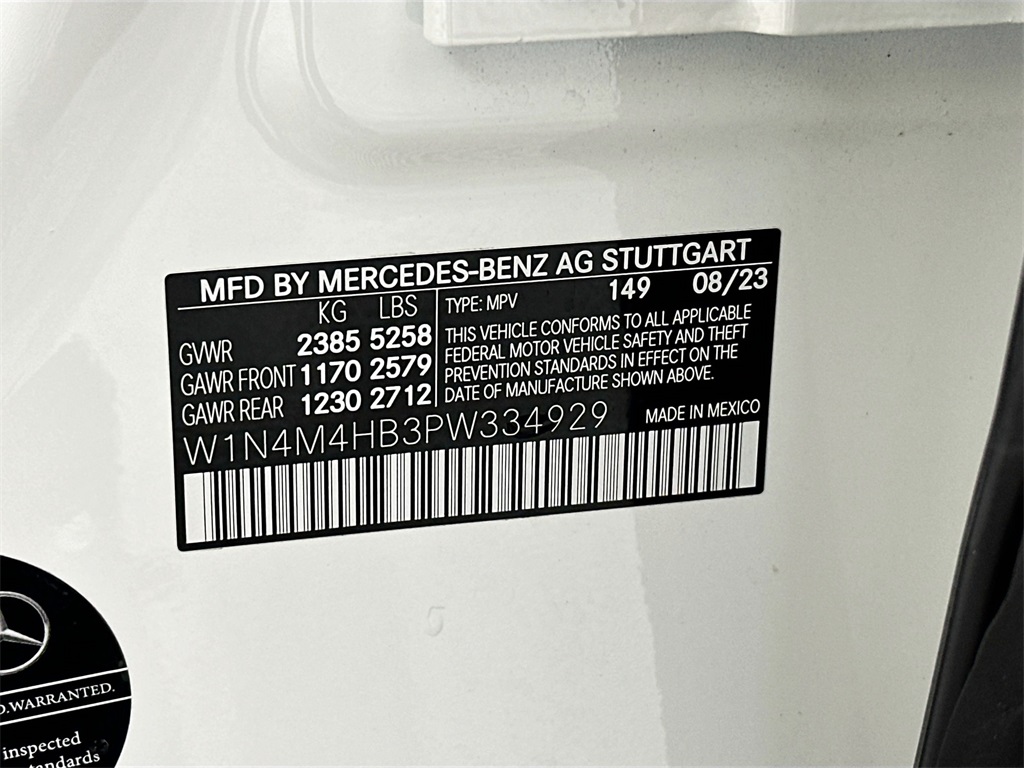 MFD BY MERCEDES-BENZ AG STUTTGART
KG LBS
GVWR 2385 5258
GAWR FRONT 1170 2579
GAWR REAR 1230 2712
TYPE: MPV 149 08/23
THIS VEHICLE CONFORMS TO ALL APPLICABLE
FEDERAL MOTOR VEHICLE SAFETY AND THEFT
PREVENTION STANDARDS IN EFFECT ON THE
DATE OF MANUFACTURE SHOWN ABOVE.
W1N4M4HB3PW334929 MADE IN MEXICO
D.WARRANTED.
inspected
tandards